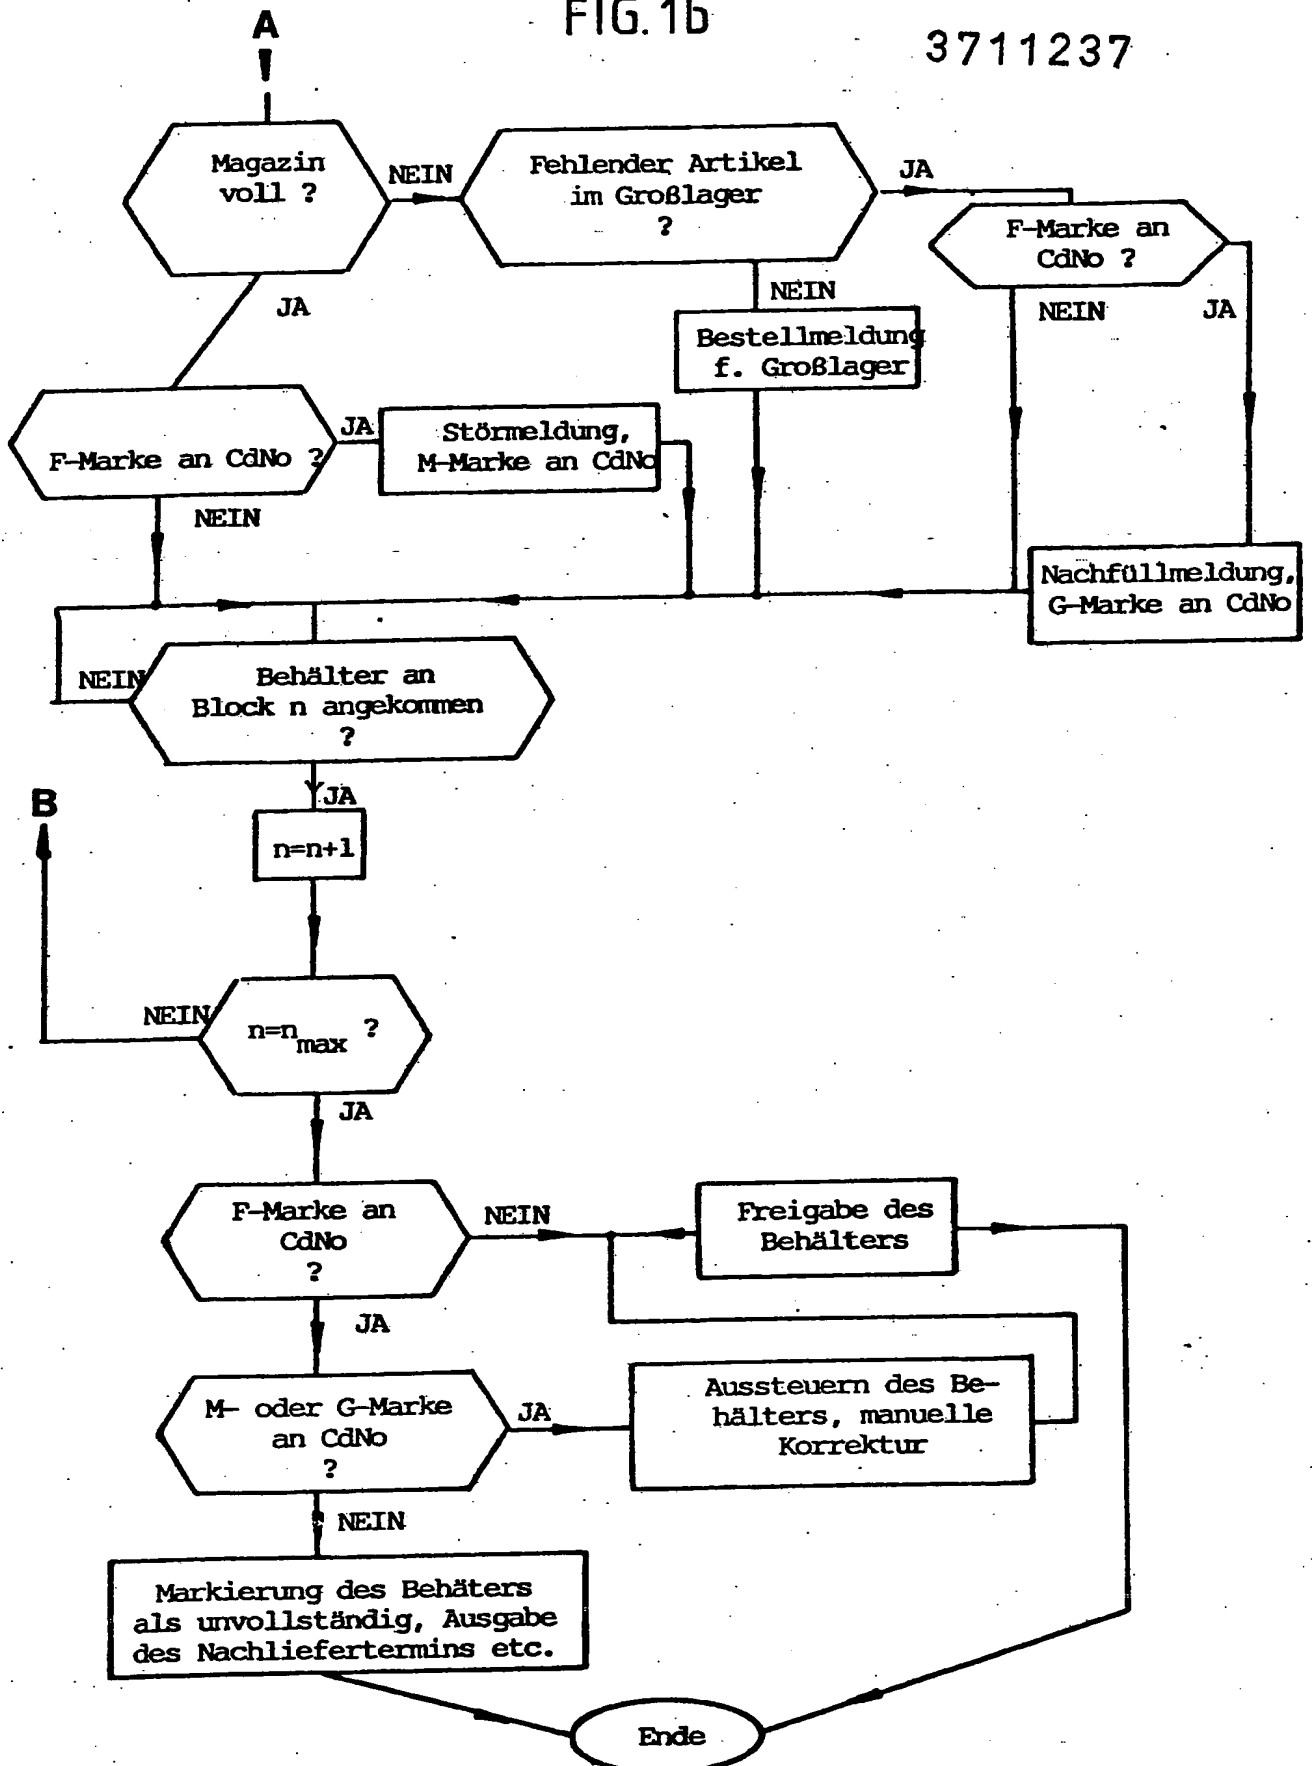 FIG. 1b
3711237
A
Magazin
voll ?
NEIN
Fehlender Artikel
im Großlager
?
JA
F-Marke an
CdNo ?
JA
NEIN
NEIN
JA
Bestellmeldung
f. Großlager
F-Marke an CdNo ?
JA
Störmeldung,
M-Marke an CdNo
NEIN
Nachfüllmeldung,
G-Marke an CdNo
NEIN
Behälter an
Block n angekommen
?
JA
B
n=n+1
NEIN
n=nmax ?
JA
F-Marke an
CdNo
?
NEIN
Freigabe des
Behälters
JA
M- oder G-Marke
an CdNo
?
JA
Aussteuern des Be-
hälters, manuelle
Korrektur
NEIN
Markierung des Behäters
als unvollständig, Ausgabe
des Nachliefertermins etc.
Ende